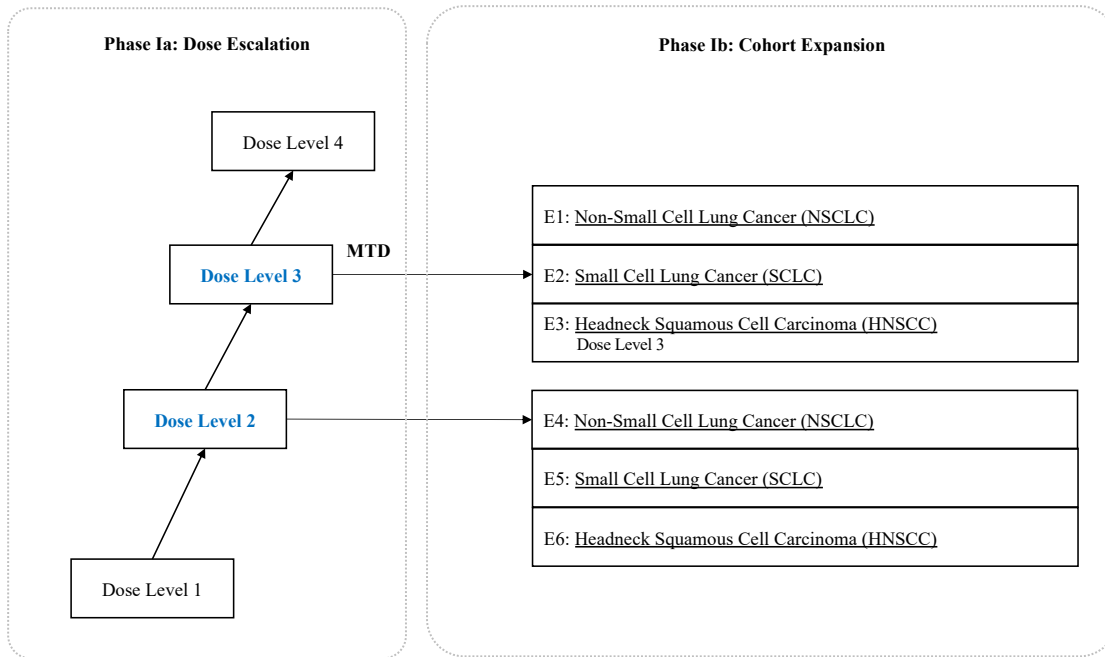 Phase Ia: Dose Escalation
Dose Level 4
Dose Level 3
MTD
Dose Level 2
Dose Level 1
Phase Ib: Cohort Expansion
E1: Non-Small Cell Lung Cancer (NSCLC)
E2: Small Cell Lung Cancer (SCLC)
E3: Headneck Squamous Cell Carcinoma (HNSCC)
Dose Level 3
E4: Non-Small Cell Lung Cancer (NSCLC)
E5: Small Cell Lung Cancer (SCLC)
E6: Headneck Squamous Cell Carcinoma (HNSCC)